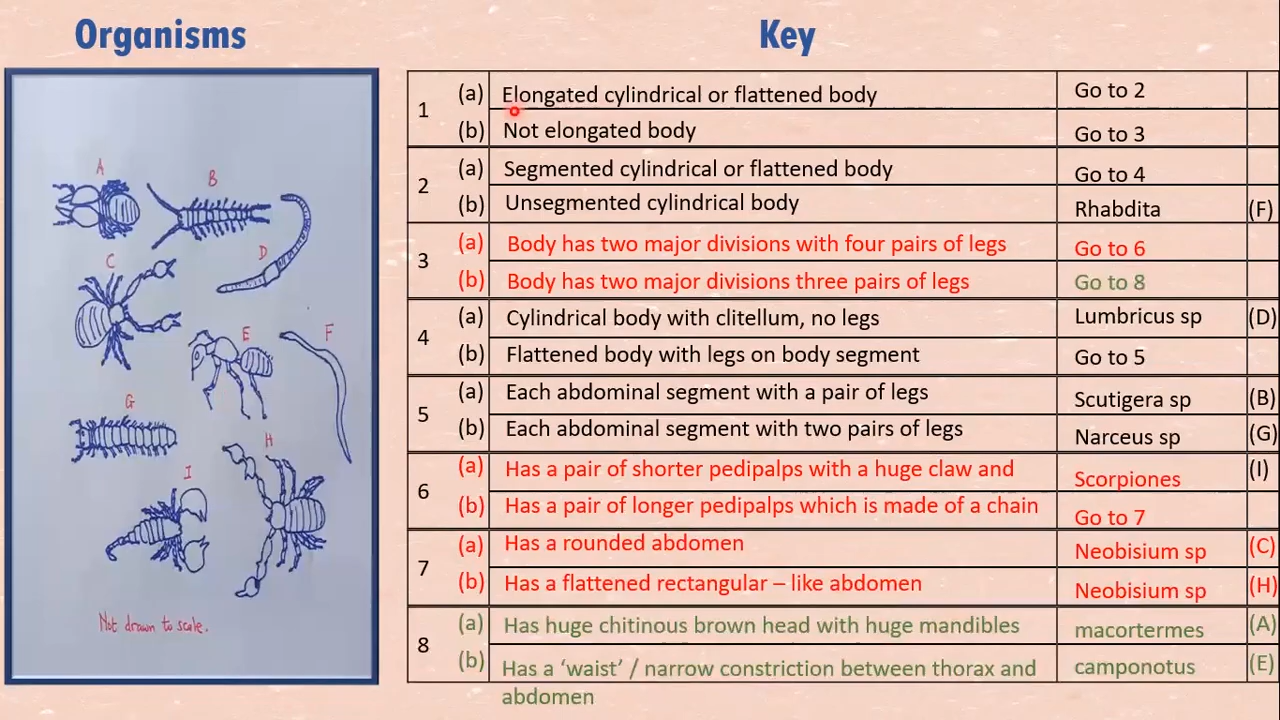 Organisms
Key
A
B
D
C
E
F
G
H
I
Not drawn to scale.
1 (a) Elongated cylindrical or flattened body Go to 2
(b) Not elongated body Go to 3
2 (a) Segmented cylindrical or flattened body Go to 4
(b) Unsegmented cylindrical body Rhabdita (F)
3 (a) Body has two major divisions with four pairs of legs Go to 6
(b) Body has two major divisions three pairs of legs Go to 8
4 (a) Cylindrical body with clitellum, no legs Lumbricus sp (D)
(b) Flattened body with legs on body segment Go to 5
5 (a) Each abdominal segment with a pair of legs Scutigera sp (B)
(b) Each abdominal segment with two pairs of legs Narceus sp (G)
6 (a) Has a pair of shorter pedipalps with a huge claw and Scorpiones (I)
(b) Has a pair of longer pedipalps which is made of a chain Go to 7
7 (a) Has a rounded abdomen Neobisium sp (C)
(b) Has a flattened rectangular – like abdomen Neobisium sp (H)
8 (a) Has huge chitinous brown head with huge mandibles macortermes (A)
(b) Has a ‘waist’ / narrow constriction between thorax and camponotus (E)
abdomen